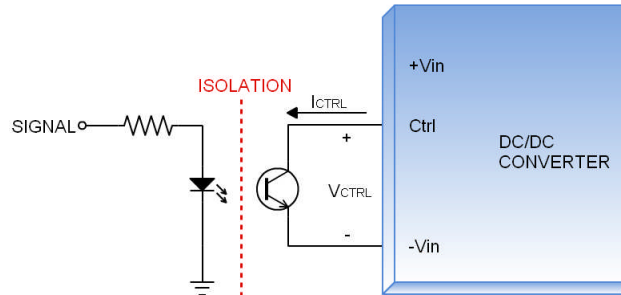 ISOLATION
SIGNAL
ICTRL
+
VCTRL
-
+Vin
Ctrl
DC/DC
CONVERTER
-Vin